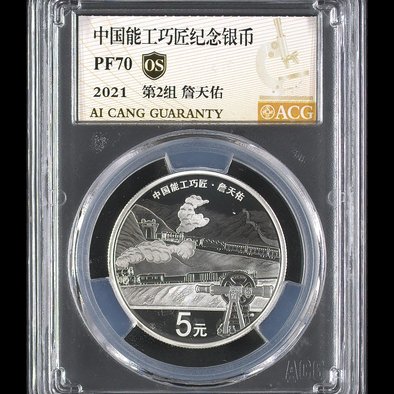 中国能工巧匠纪念银币
PF70 OS
2021 第2组 詹天佑
AI CANG GUARANTY
ACG
中国能工巧匠·詹天佑
5元
ACG